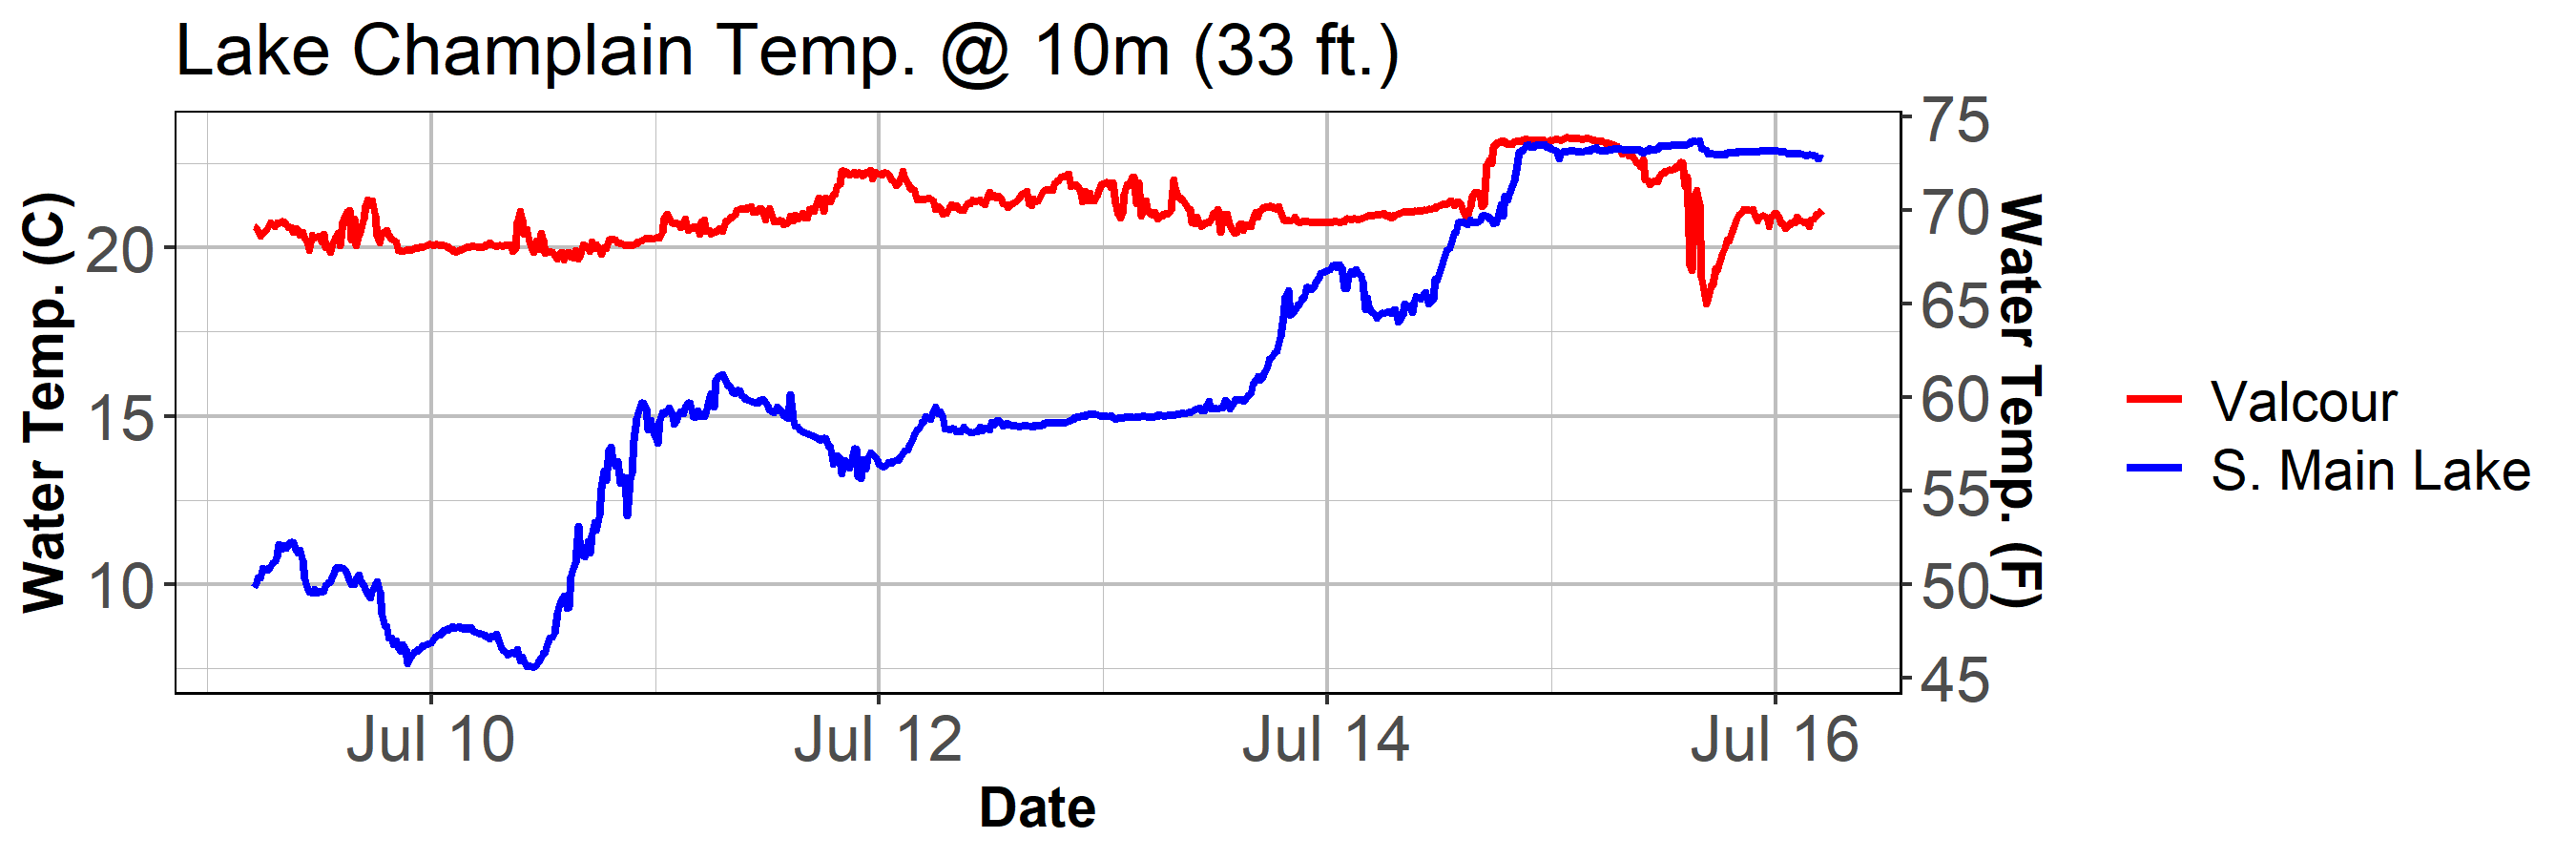 Lake Champlain Temp. @ 10m (33 ft.)
Water Temp. (C)
20
15
10
75
70
65
60
55
50
45
Water Temp. (F)
Jul 10
Jul 12
Jul 14
Jul 16
Date
Valcour
S. Main Lake